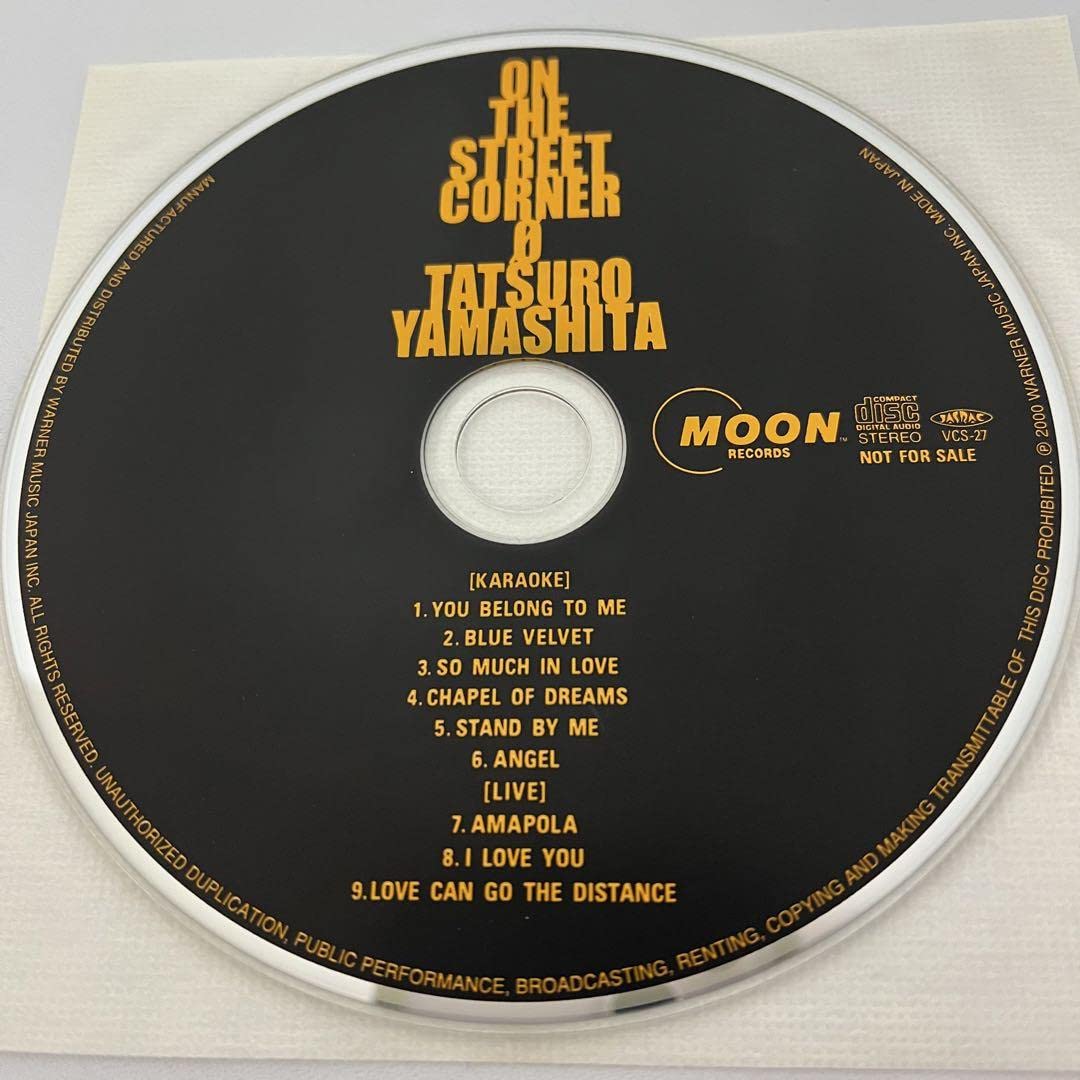 ON
THE
STREET
CORNER
0
TATSURO
YAMASHITA
MOON
RECORDS
TM
COMPACT
disc
DIGITAL AUDIO
STEREO
JASRAC
VCS-27
NOT FOR SALE
[KARAOKE]
1. YOU BELONG TO ME
2. BLUE VELVET
3. SO MUCH IN LOVE
4. CHAPEL OF DREAMS
5. STAND BY ME
6. ANGEL
[LIVE]
7. AMAPOLA
8. I LOVE YOU
9. LOVE CAN GO THE DISTANCE
MANUFACTURED AND DISTRIBUTED BY WARNER MUSIC JAPAN INC. ALL RIGHTS RESERVED. UNAUTHORIZED DUPLICATION, PUBLIC PERFORMANCE, BROADCASTING, RENTING, COPYING AND MAKING TRANSMITTABLE OF THIS DISC PROHIBITED. ℗ 2000 WARNER MUSIC JAPAN INC. MADE IN JAPAN